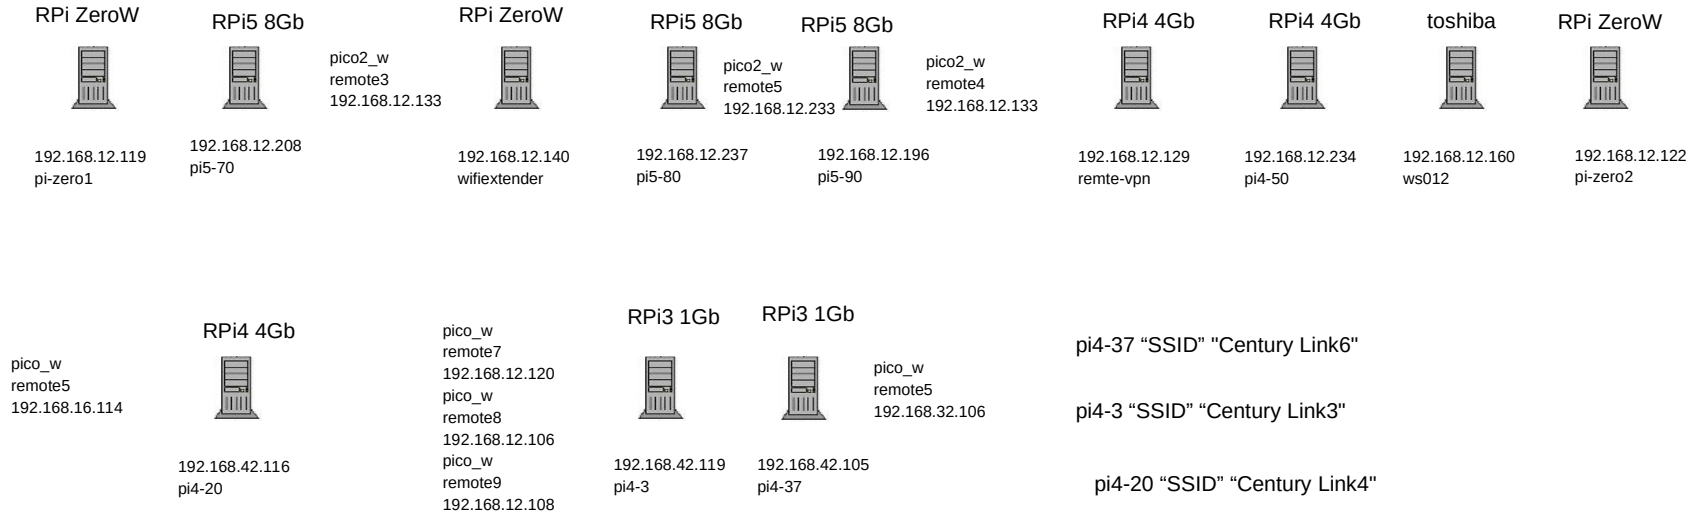 RPi ZeroW
192.168.12.119
pi-zero1
RPi5 8Gb
192.168.12.208
pi5-70
pico2_w
remote3
192.168.12.133
RPi ZeroW
192.168.12.140
wifiextender
RPi5 8Gb
192.168.12.237
pi5-80
pico2_w
remote5
192.168.12.233
RPi5 8Gb
192.168.12.196
pi5-90
pico2_w
remote4
192.168.12.133
RPi4 4Gb
192.168.12.129
remte-vpn
RPi4 4Gb
192.168.12.234
pi4-50
toshiba
192.168.12.160
ws012
RPi ZeroW
192.168.12.122
pi-zero2
pico_w
remote5
192.168.16.114
RPi4 4Gb
192.168.42.116
pi4-20
pico_w
remote7
192.168.12.120
pico_w
remote8
192.168.12.106
pico_w
remote9
192.168.12.108
RPi3 1Gb
192.168.42.119
pi4-3
RPi3 1Gb
192.168.42.105
pi4-37
pico_w
remote5
192.168.32.106
pi4-37 “SSID” "Century Link6"
pi4-3 “SSID” “Century Link3"
pi4-20 “SSID” “Century Link4"